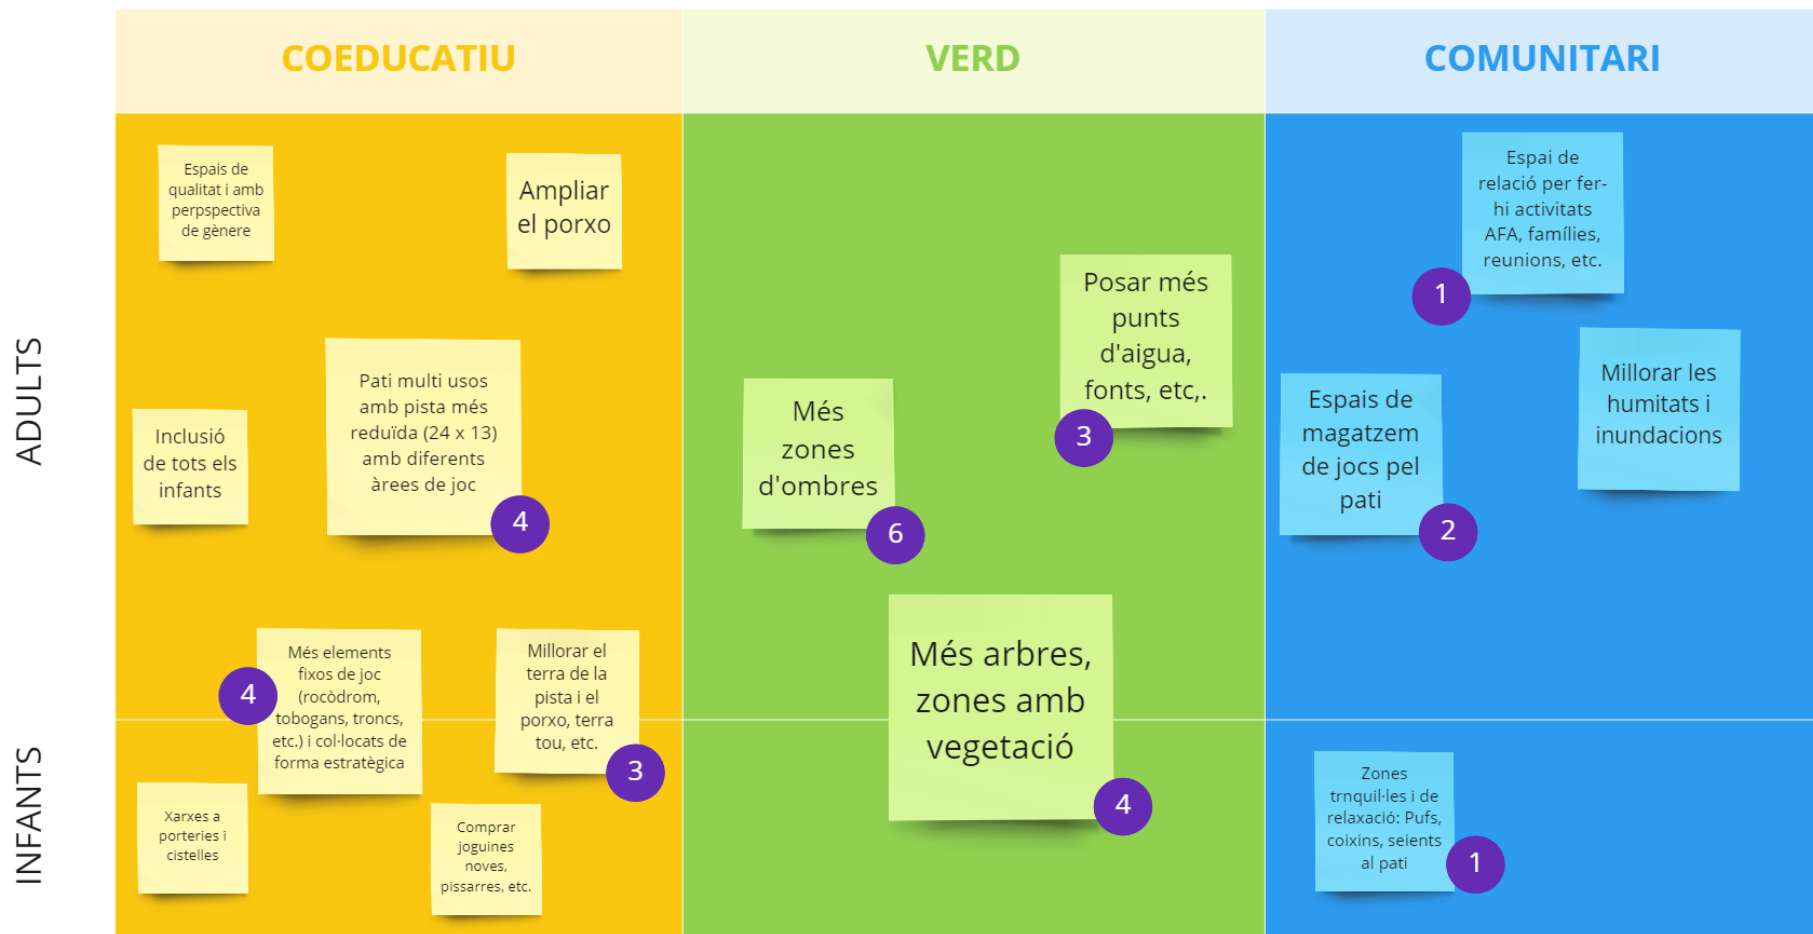 COEDUCATIU
VERD
COMUNITARI
ADULTS
INFANTS
Espais de
qualitat i amb
perpspectiva
de gènere
Ampliar
el porxo
Inclusió
de tots els
infants
Pati multi usos
amb pista més
reduïda (24 x 13)
amb diferents
àrees de joc
4
Més elements
fixos de joc
(rocòdrom,
tobogans, troncs,
etc.) i col·locats de
forma estratègica
4
Millorar el
terra de la
pista i el
porxo, terra
tou, etc.
3
Xarxes a
porteries i
cistelles
Comprar
joguines
noves,
pissarres, etc.
Posar més
punts
d'aigua,
fonts, etc,.
3
Més
zones
d'ombres
6
Més arbres,
zones amb
vegetació
4
Espai de
relació per fer-
hi activitats
AFA, famílies,
reunions, etc.
1
Millorar les
humitats i
inundacions
Espais de
magatzem
de jocs pel
pati
2
Zones
trnquil·les i de
relaxació: Pufs,
coixins, seients
al pati
1